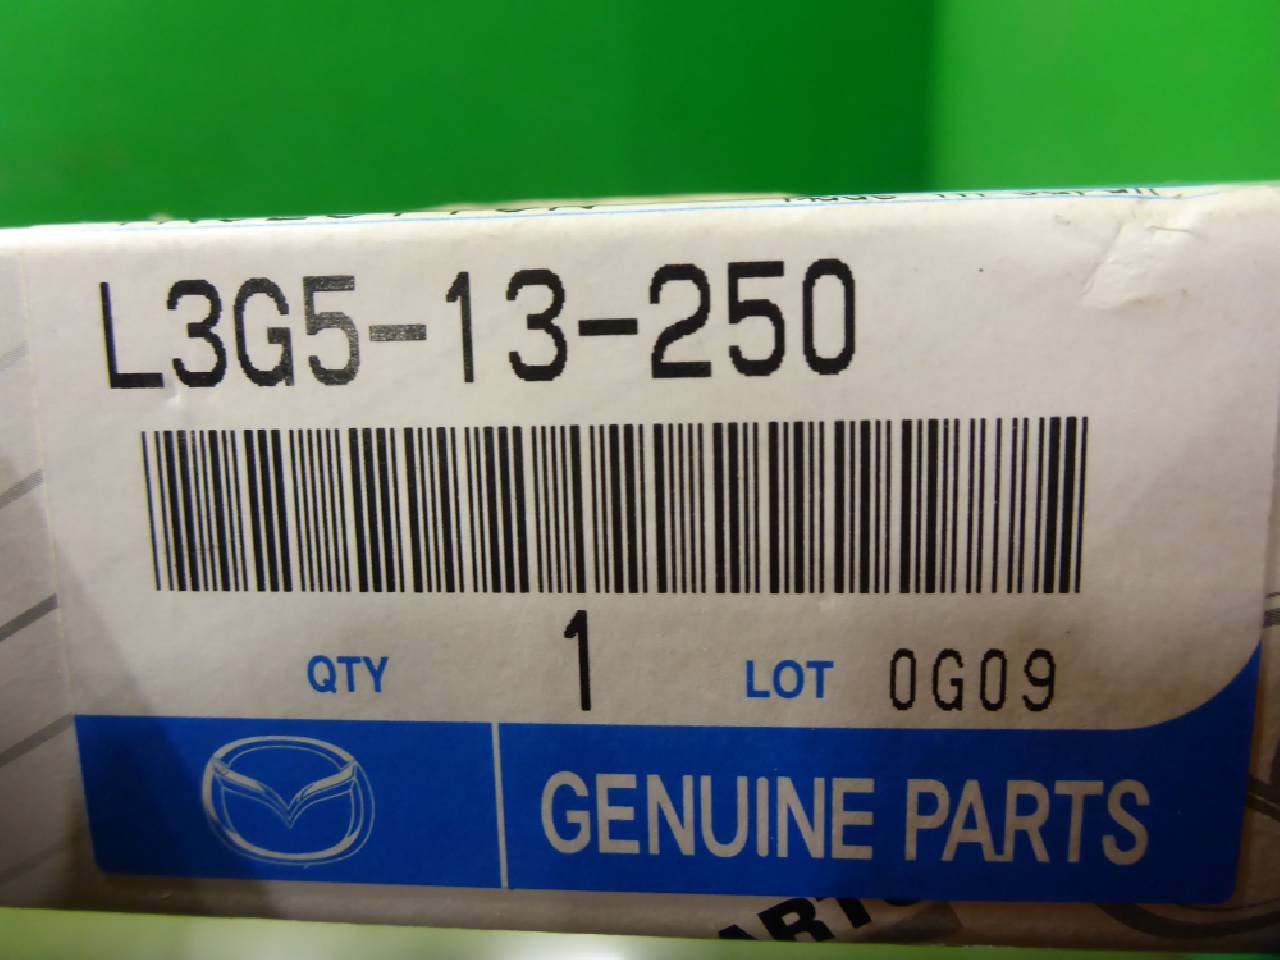 L3G5-13-250
QTY 1 LOT 0G09
GENUINE PARTS